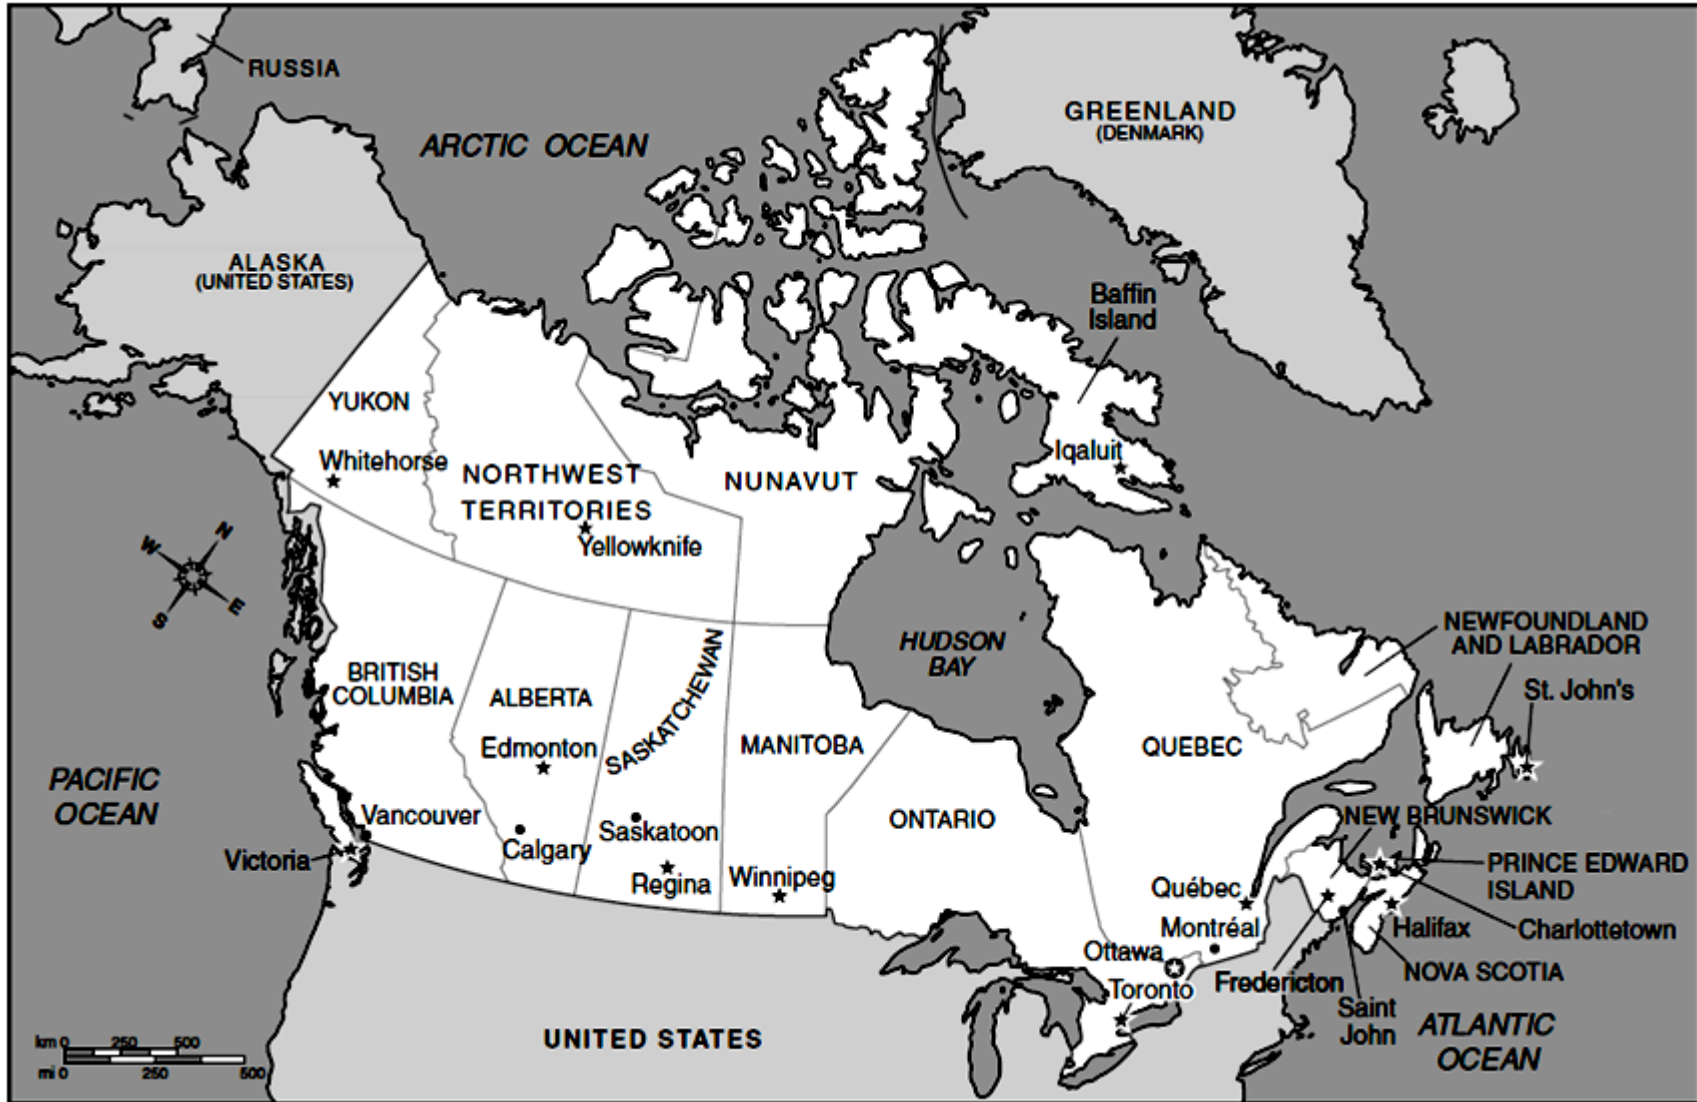 RUSSIA
ARCTIC OCEAN
GREENLAND
(DENMARK)
ALASKA
(UNITED STATES)
Baffin
Island
YUKON
Whitehorse
NORTHWEST
TERRITORIES
Yellowknife
NUNAVUT
Iqaluit
N
W
E
S
HUDSON
BAY
NEWFOUNDLAND
AND LABRADOR
St. John's
BRITISH
COLUMBIA
ALBERTA
Edmonton
SASKATCHEWAN
MANITOBA
QUEBEC
PACIFIC
OCEAN
Vancouver
Victoria
Calgary
Saskatoon
Regina
Winnipeg
ONTARIO
NEW BRUNSWICK
PRINCE EDWARD
ISLAND
Québec
Montréal
Ottawa
Toronto
Halifax
Charlottetown
Fredericton
NOVA SCOTIA
Saint
John
UNITED STATES
ATLANTIC
OCEAN
km 0 250 500
mi 0 250 500